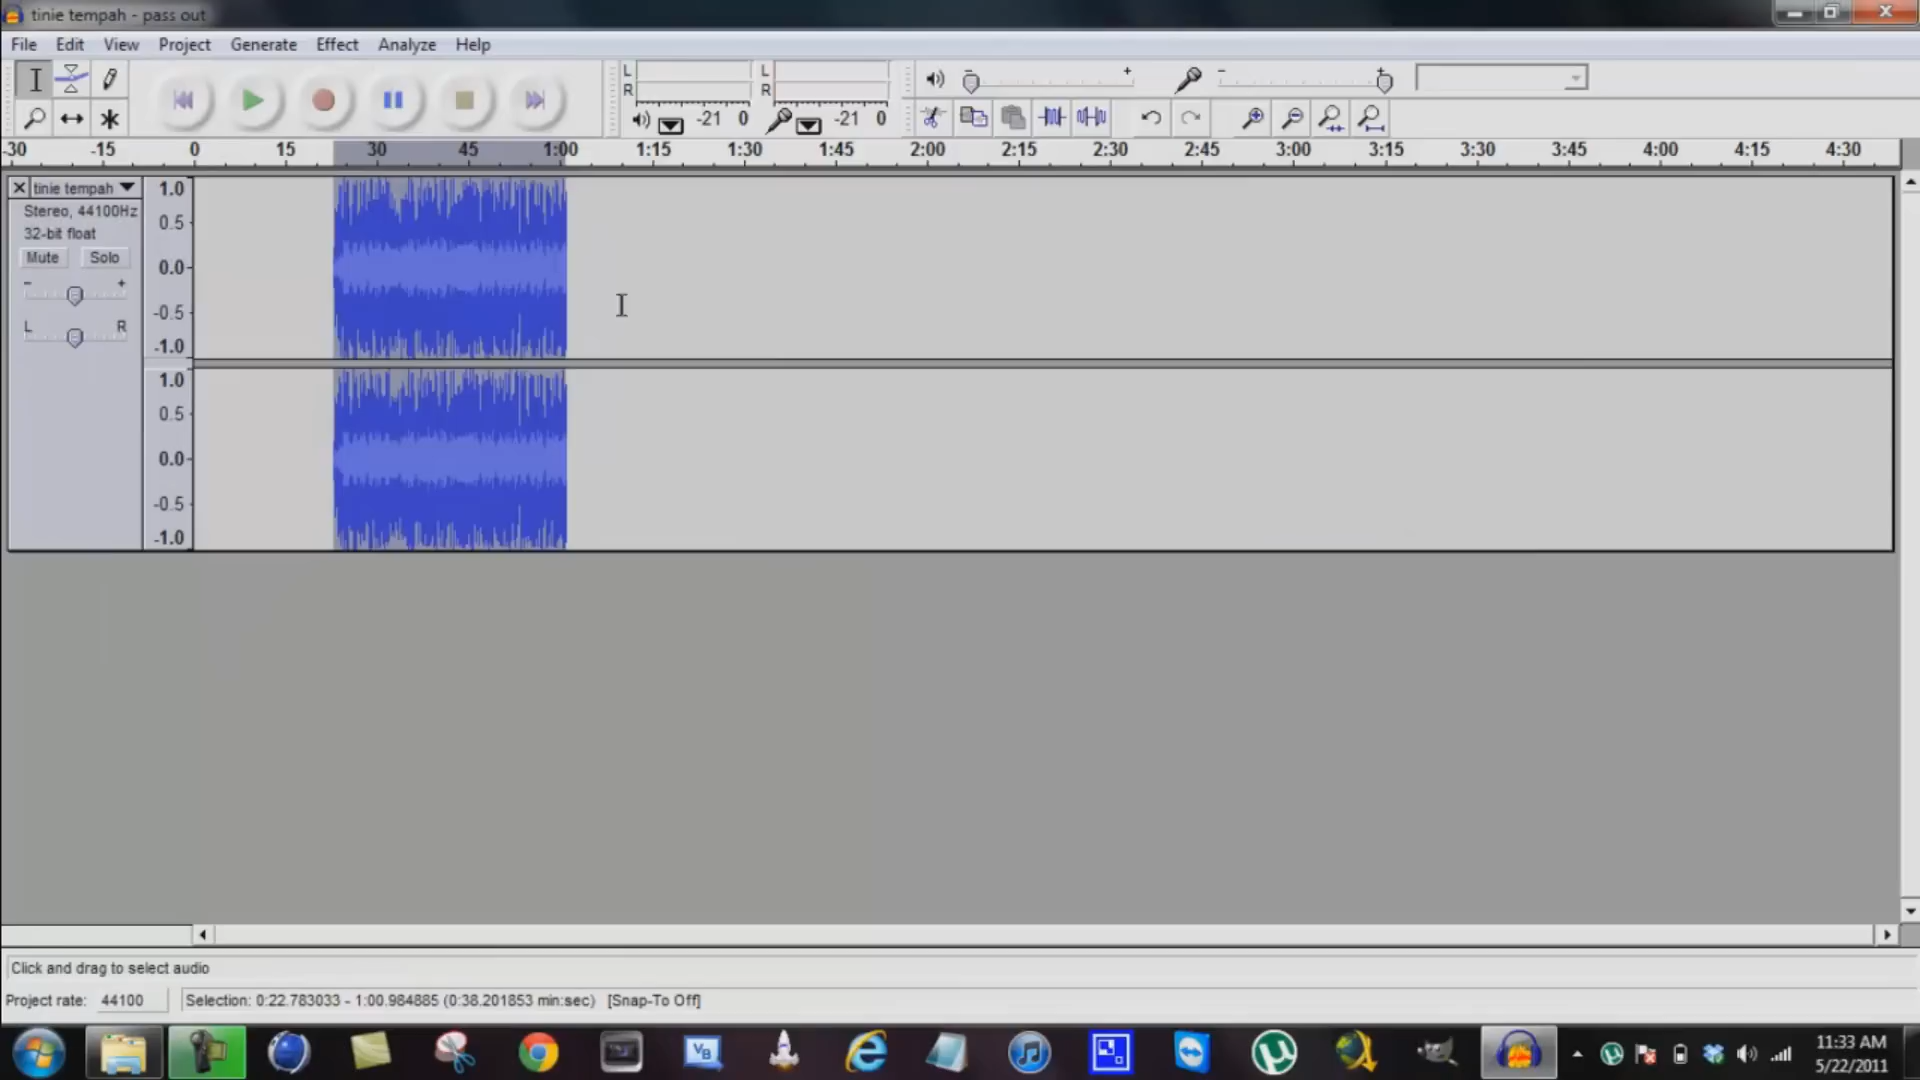 tinie tempah - pass out
File Edit View Project Generate Effect Analyze Help
L R L R
-21 0 -21 0
-30 -15 0 15 30 45 1:00 1:15 1:30 1:45 2:00 2:15 2:30 2:45 3:00 3:15 3:30 3:45 4:00 4:15 4:30
tinie tempah
Stereo, 44100Hz
32-bit float
Mute Solo
- +
L R
1.0
0.5
0.0
-0.5
-1.0
1.0
0.5
0.0
-0.5
-1.0
Click and drag to select audio
Project rate: 44100 Selection: 0:22.783033 - 1:00.984885 (0:38.201853 min:sec) [Snap-To Off]
VB
11:33 AM
5/22/2011